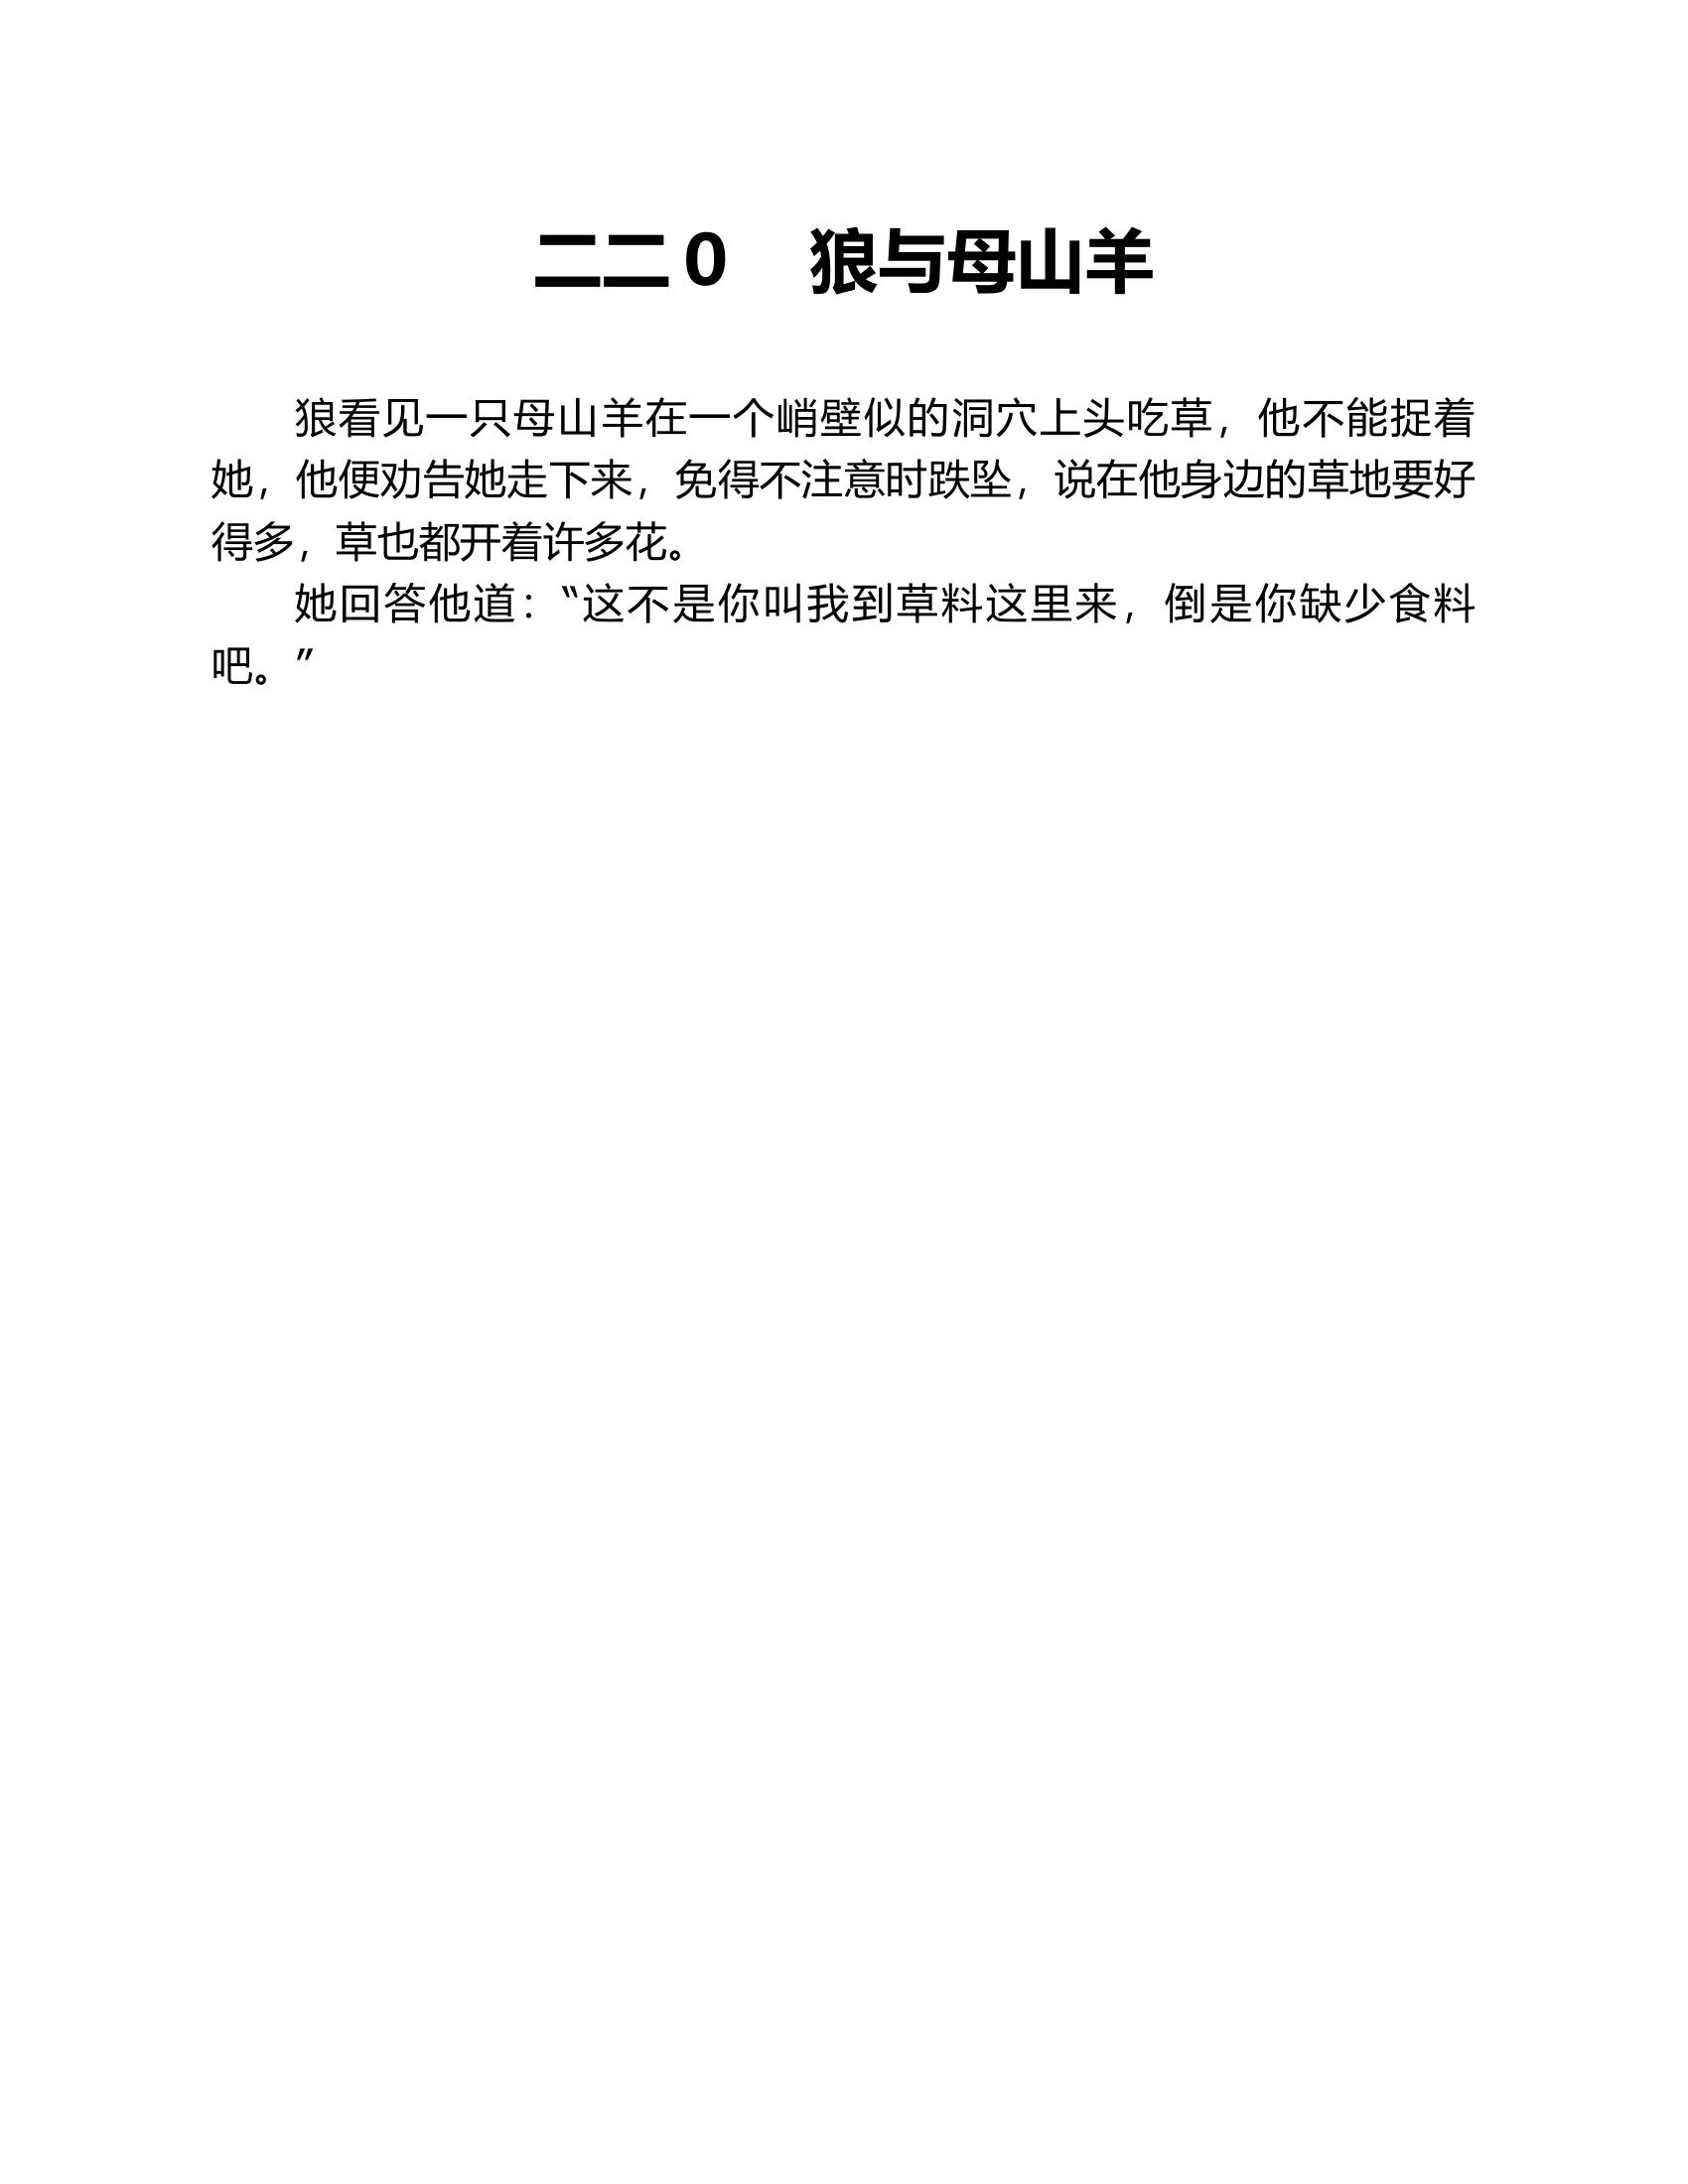 二二0　狼与母山羊
狼看见一只母山羊在一个峭壁似的洞穴上头吃草，他不能捉着
她，他便劝告她走下来，免得不注意时跌坠，说在他身边的草地要好
得多，草也都开着许多花。
她回答他道：“这不是你叫我到草料这里来，倒是你缺少食料
吧。”